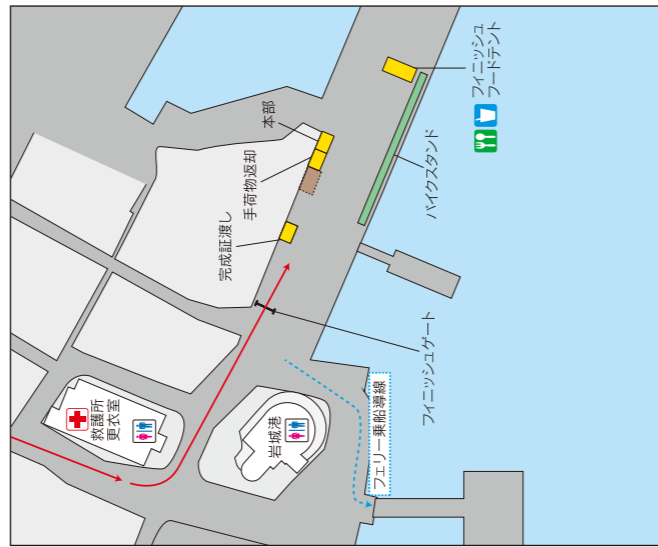 フィニッシュ
フードテント
バイクスタンド
本部
手荷物返却
完成証渡し
フィニッシュゲート
フェリー乗船導線
救護所
更衣室
岩城港